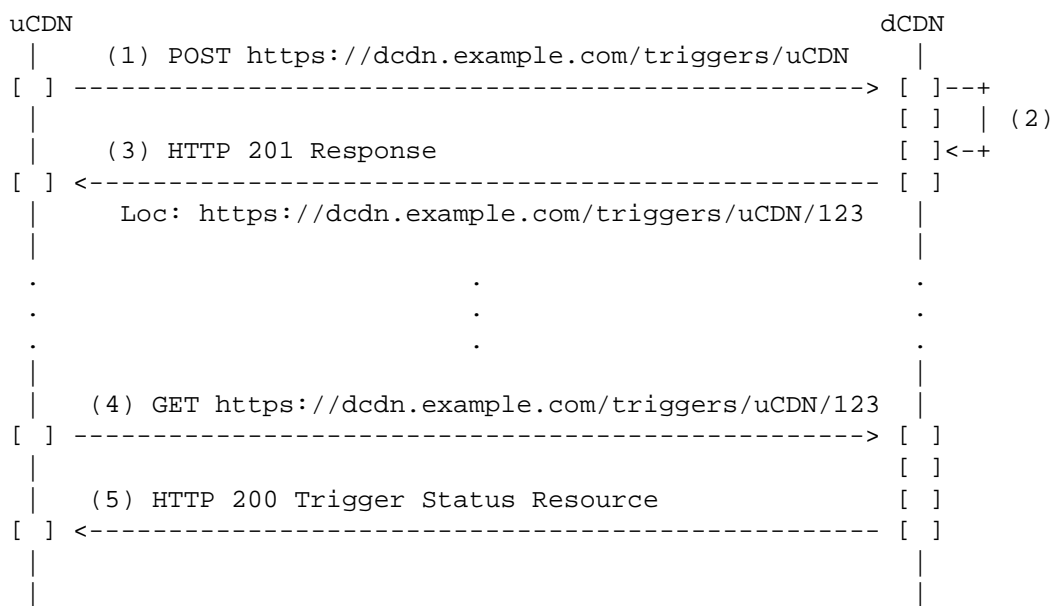 uCDN dCDN
| (1) POST https://dcdn.example.com/triggers/uCDN |
[ ] --------------------------------------------------> [ ]--+
| [ ] | (2)
| (3) HTTP 201 Response [ ]<-+
[ ] <-------------------------------------------------- [ ]
| Loc: https://dcdn.example.com/triggers/uCDN/123 |
| |
. . .
. . .
. . .
| |
| (4) GET https://dcdn.example.com/triggers/uCDN/123 |
[ ] --------------------------------------------------> [ ]
| [ ]
| (5) HTTP 200 Trigger Status Resource [ ]
[ ] <-------------------------------------------------- [ ]
| |
| |